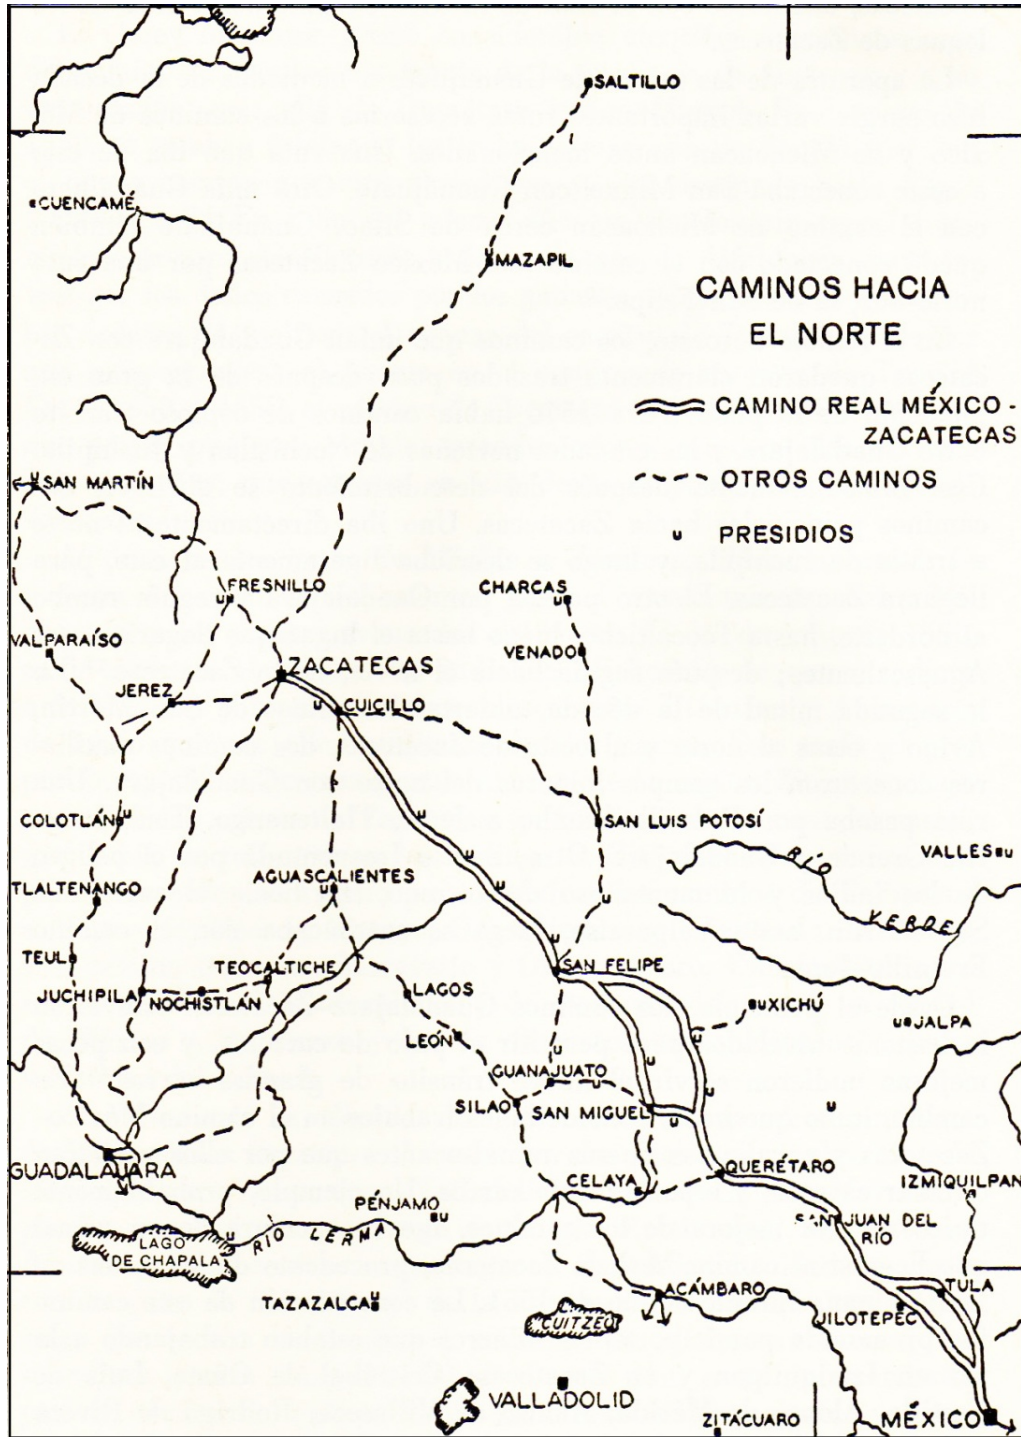 SALTILLO
CUENCAMÉ
MAZAPIL
CAMINOS HACIA
EL NORTE
CAMINO REAL MÉXICO -
ZACATECAS
OTROS CAMINOS
u PRESIDIOS
SAN MARTÍN
FRESNILLO
CHARCAS
VALPARAÍSO
VENADO
ZACATECAS
JEREZ
CUICILLO
COLOTLÁN
SAN LUIS POTOSÍ
RÍO
VERDE
VALLES
TLALTENANGO
AGUASCALIENTES
TEUL
TEOCALTICHE
SAN FELIPE
JUCHIPILA
NOCHISTLÁN
LAGOS
XICHÚ
JALPA
LEÓN
GUANAJUATO
SILAO
SAN MIGUEL
GUADALAJARA
QUERÉTARO
CELAYA
IZMIQUILPAN
PÉNJAMO
SAN JUAN DEL
RÍO
RÍO LERMA
LAGO
DE CHAPALA
TAZAZALCA
ACÁMBARO
TULA
CUITZEO
JILOTEPEC
VALLADOLID
ZITÁCUARO
MÉXICO